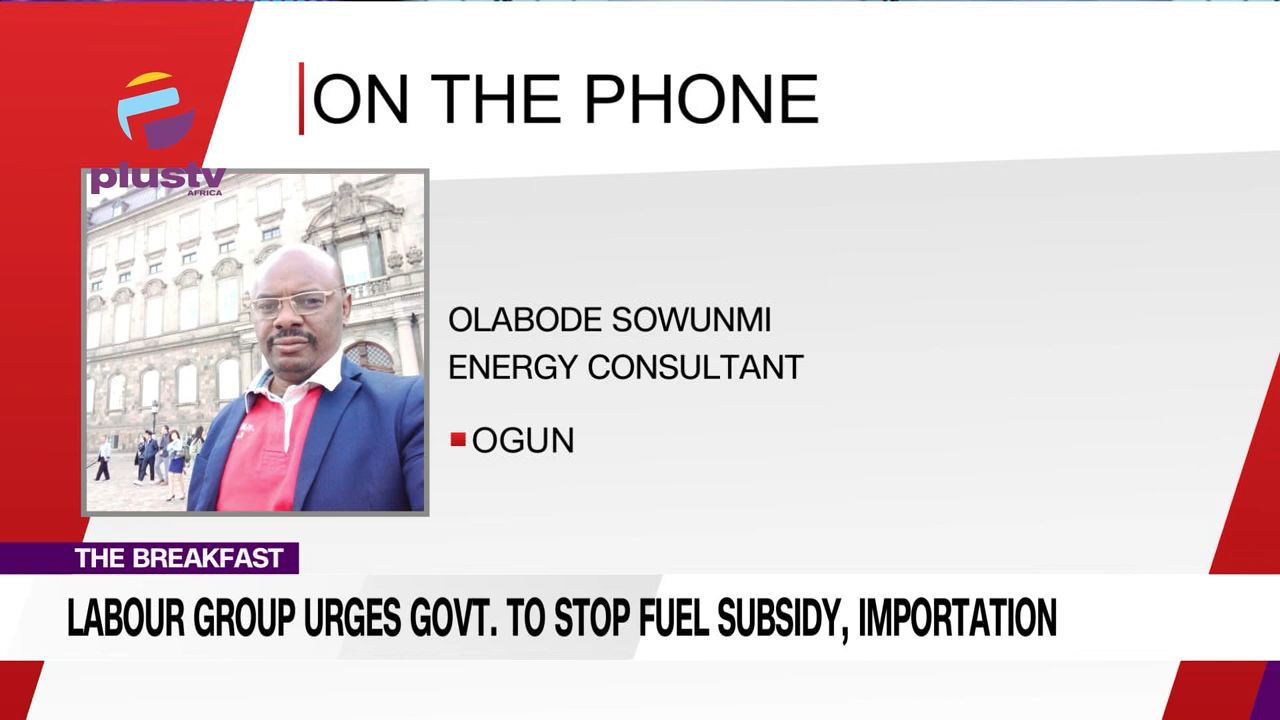 ON THE PHONE
plustv
AFRICA
OLABODE SOWUNMI
ENERGY CONSULTANT
OGUN
THE BREAKFAST
LABOUR GROUP URGES GOVT. TO STOP FUEL SUBSIDY, IMPORTATION